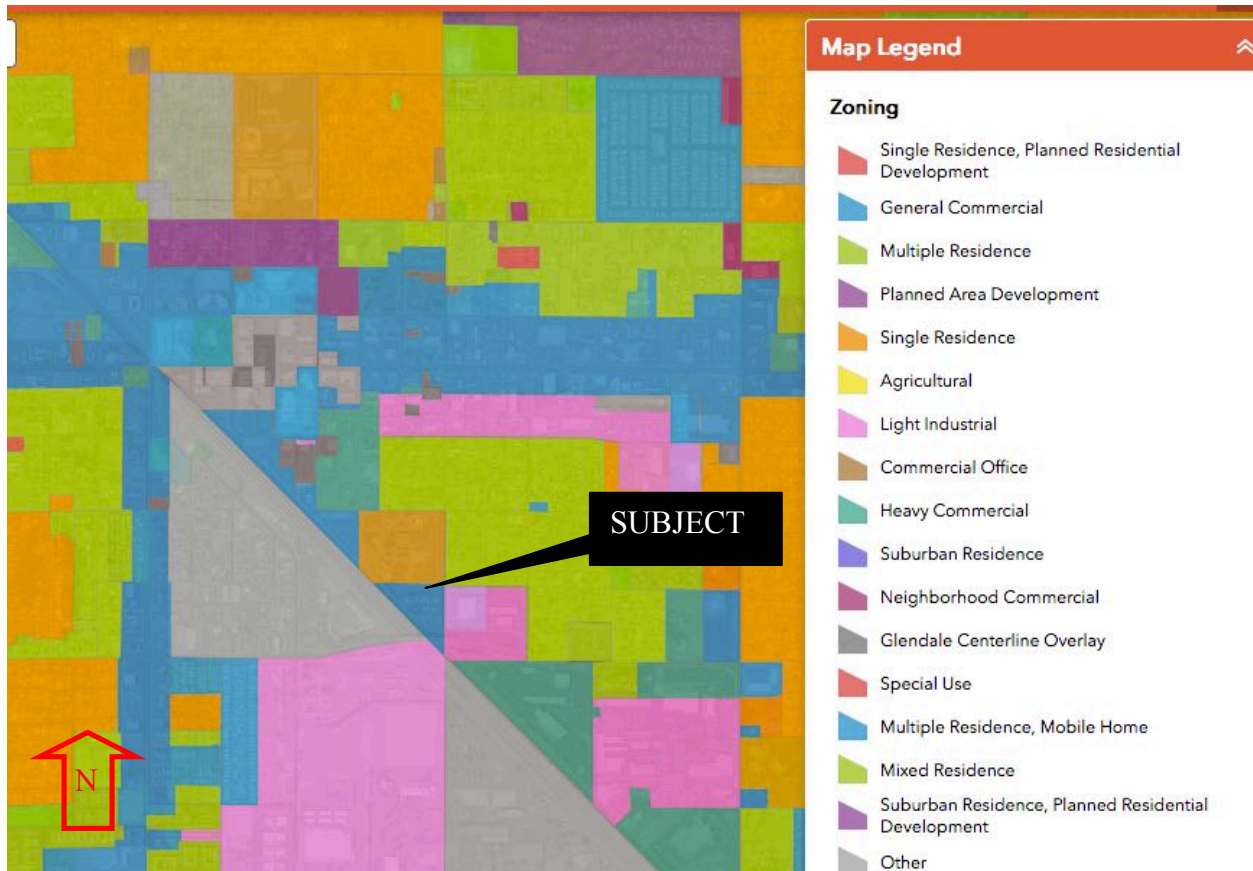 Map Legend
Zoning
Single Residence, Planned Residential
Development
General Commercial
Multiple Residence
Planned Area Development
Single Residence
Agricultural
Light Industrial
Commercial Office
Heavy Commercial
Suburban Residence
Neighborhood Commercial
Glendale Centerline Overlay
Special Use
Multiple Residence, Mobile Home
Mixed Residence
Suburban Residence, Planned Residential
Development
Other
SUBJECT
N